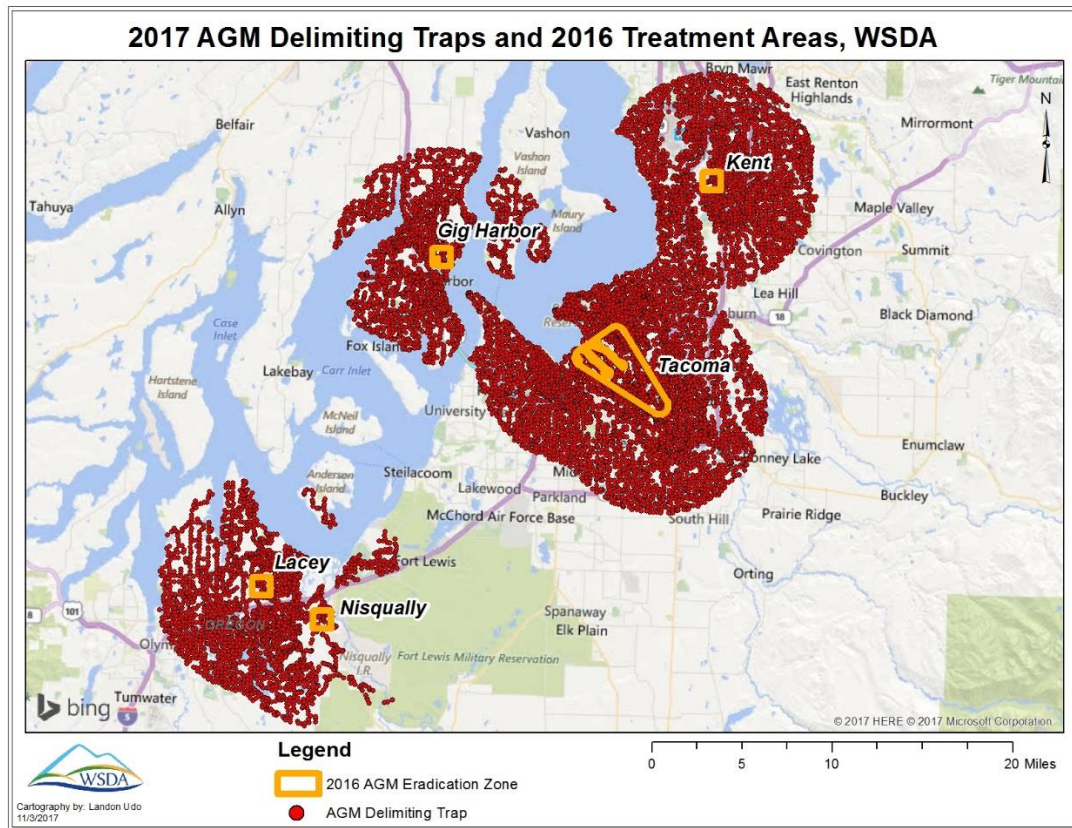 2017 AGM Delimiting Traps and 2016 Treatment Areas, WSDA
Bryn Mawr
East Renton
Highlands
Tiger Mountain
Belfair
Vashon
Mirrormont
N
Vashon
Island
Kent
Tahuya
Allyn
Maury
Island
Maple Valley
Gig Harbor
Covington
Summit
Lea Hill
Black Diamond
18
Case
Inlet
Fox Island
Tacoma
Hartstene
Island
Lakebay
Carr Inlet
McNeil
Island
University
Enumclaw
Anderson
Island
Steilacoom
Lakewood
Parkland
Buckley
McChord Air Force Base
South Hill
Prairie Ridge
Lacey
Fort Lewis
Orting
Nisqually
101
8
OREGON
Spanaway
Elk Plain
Nisqually
I.R.
Fort Lewis Military Reservation
Tumwater
bing
5
© 2017 HERE © 2017 Microsoft Corporation
Legend
2016 AGM Eradication Zone
AGM Delimiting Trap
0 5 10 20 Miles
WSDA
Cartography by: Landon Udo
11/3/2017